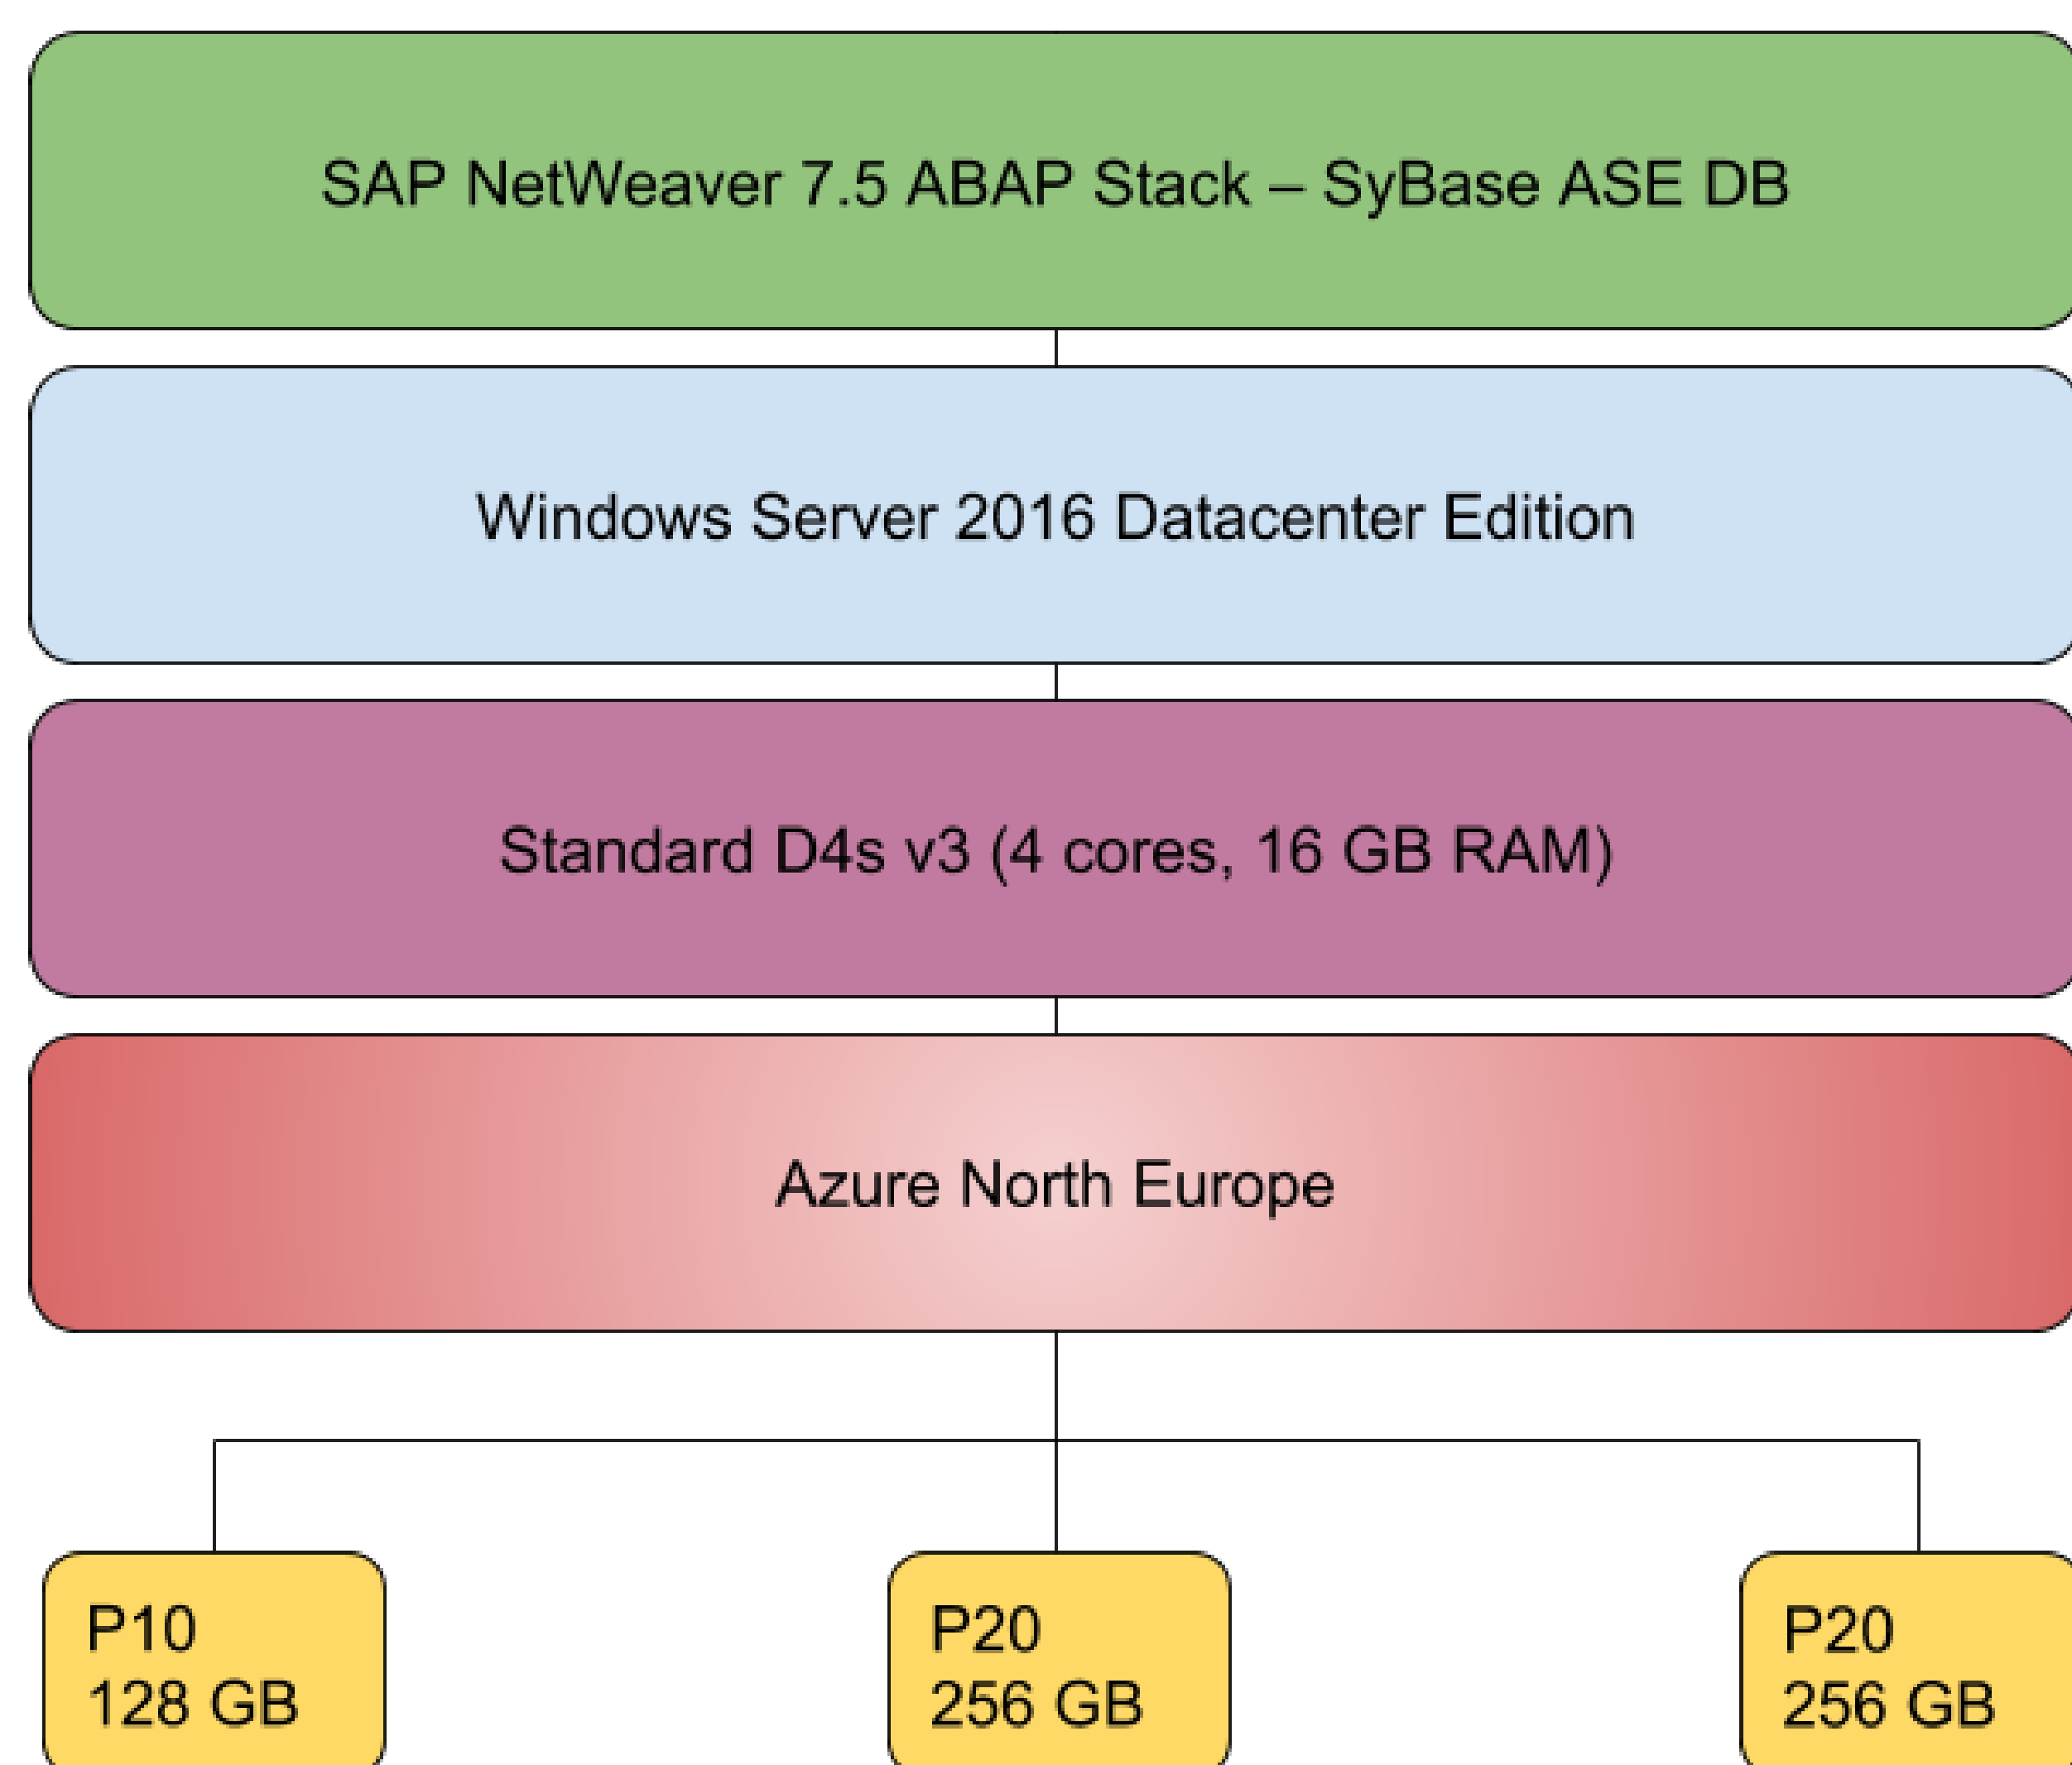 SAP NetWeaver 7.5 ABAP Stack – SyBase ASE DB
Windows Server 2016 Datacenter Edition
Standard D4s v3 (4 cores, 16 GB RAM)
Azure North Europe
P10
128 GB
P20
256 GB
P20
256 GB